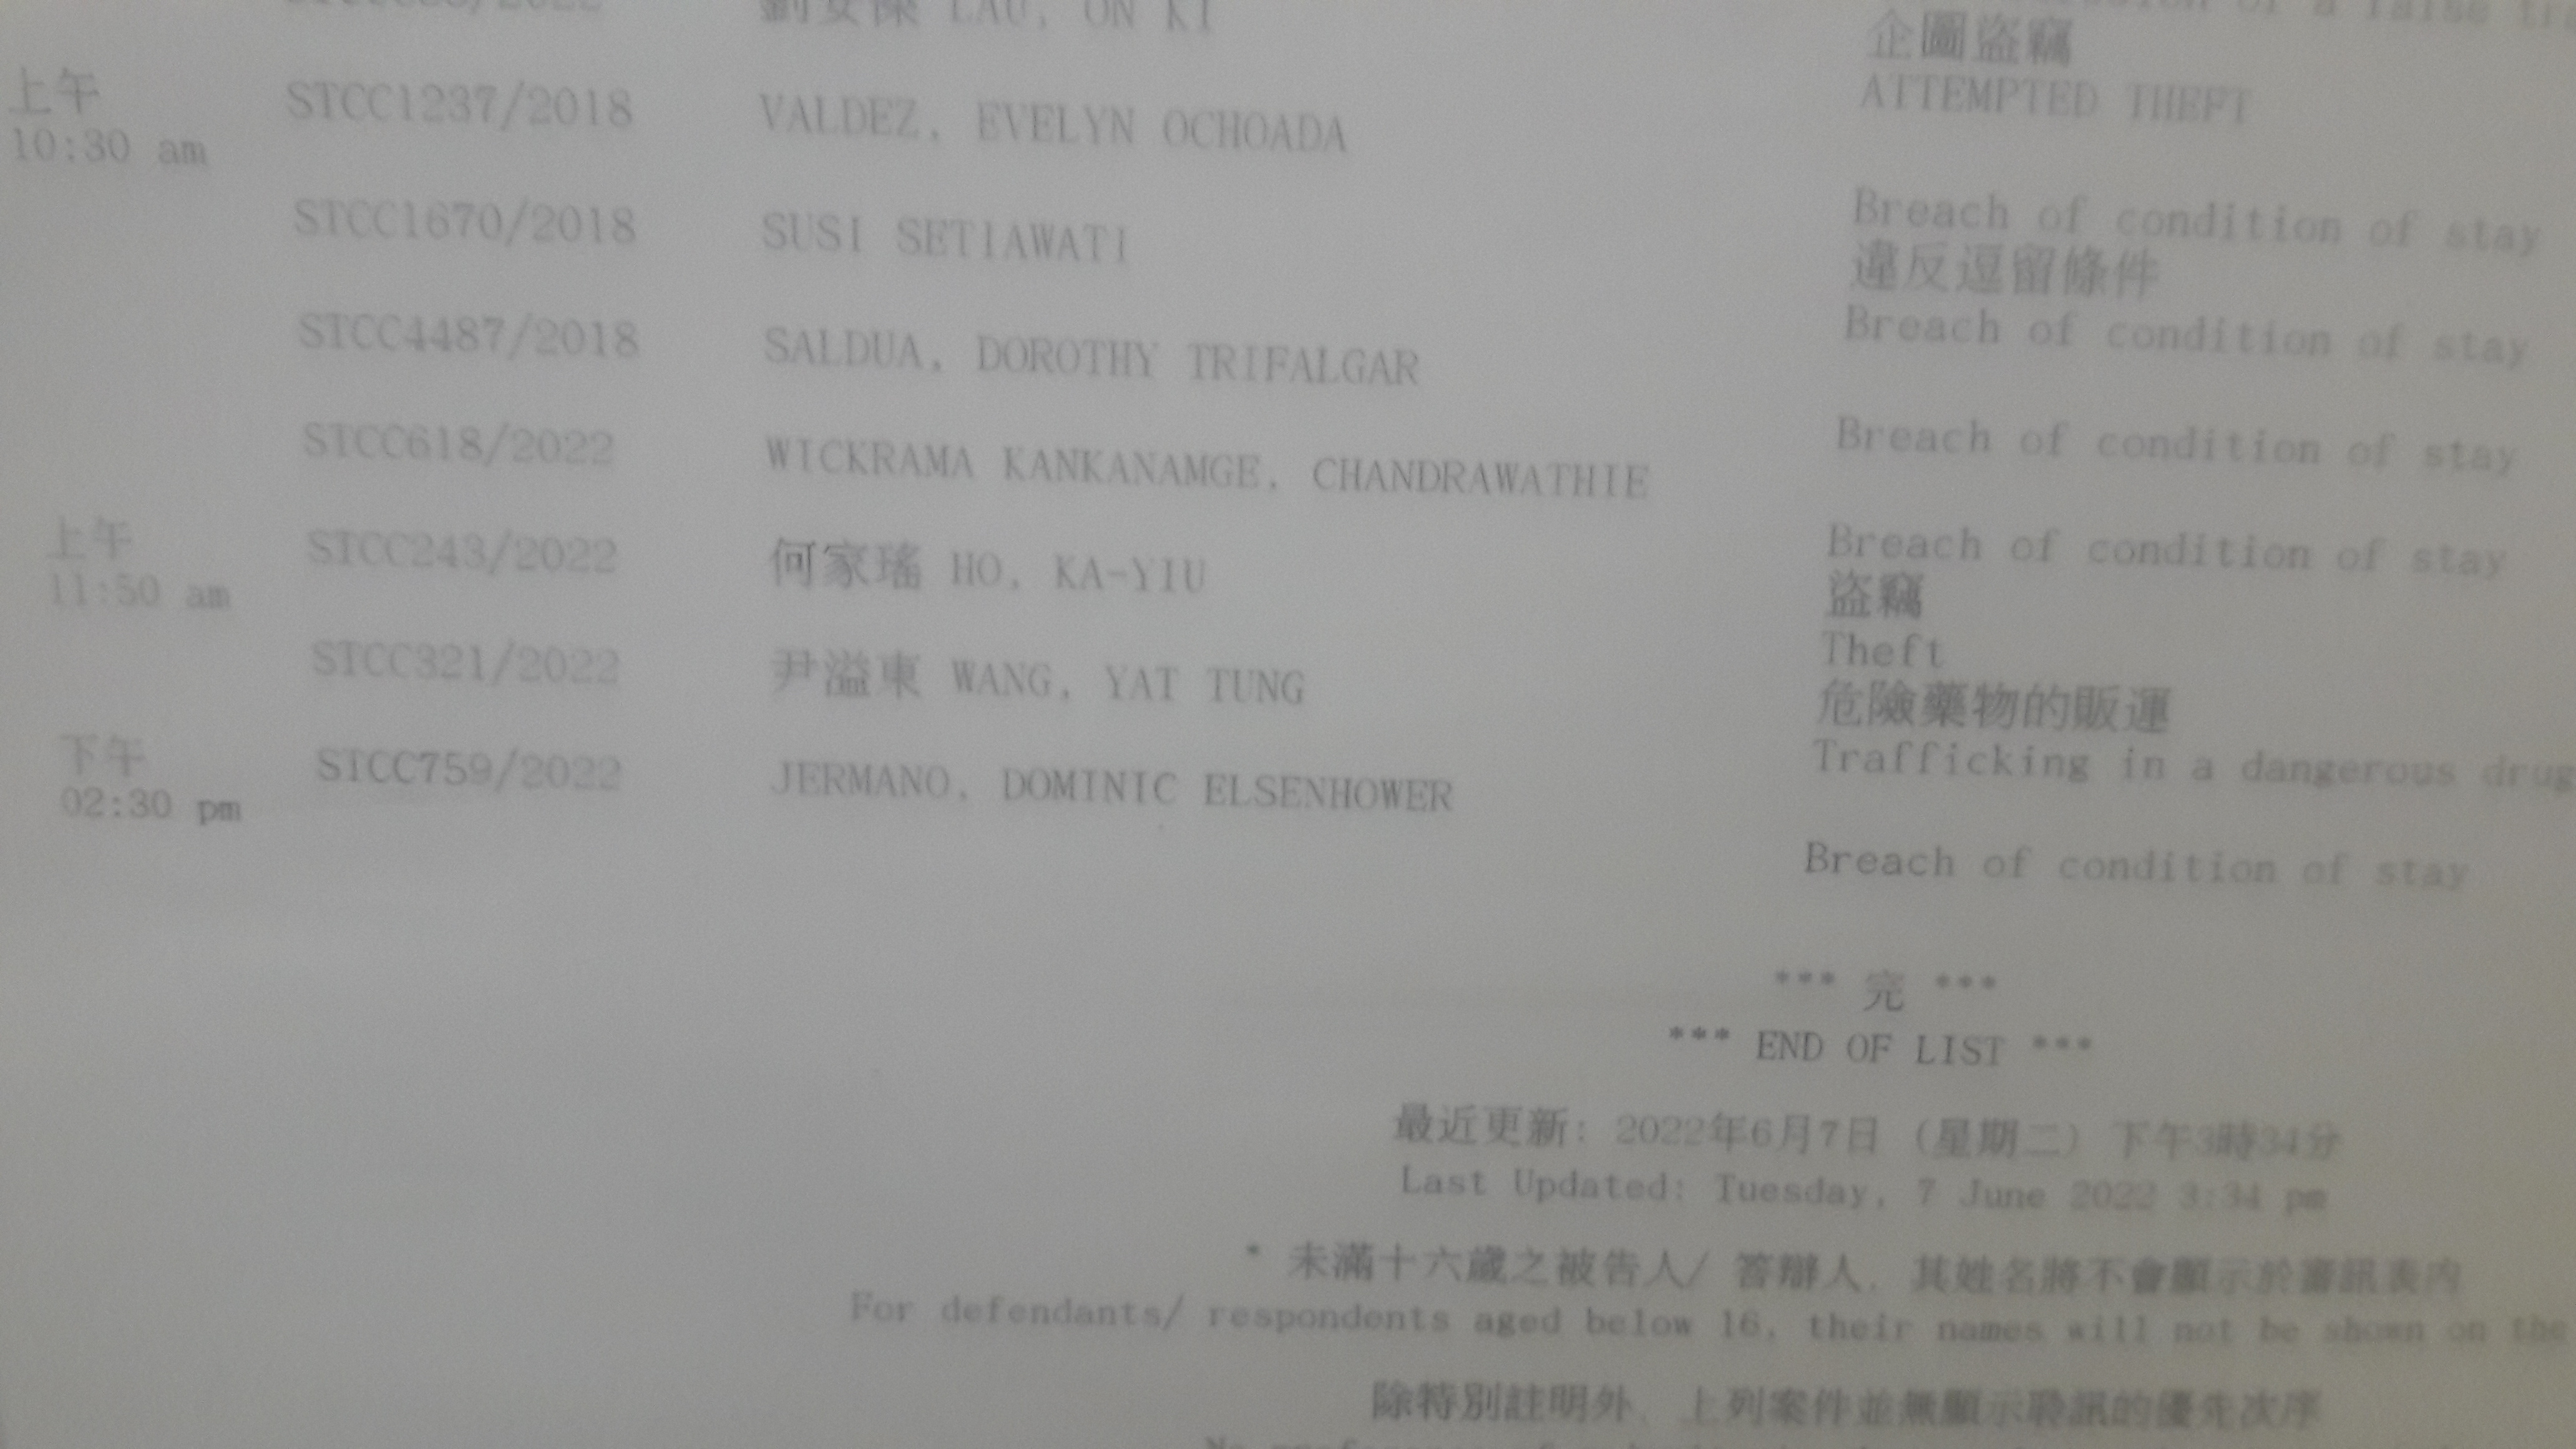 劉安傑 LAU, ON KI
企圖盜竊
ATTEMPTED THEFT
上午
10:30 am
STCC1237/2018 VALDEZ, EVELYN OCHOADA
Breach of condition of stay
STCC1670/2018 SUSI SETIAWATI
違反逗留條件
Breach of condition of stay
STCC4487/2018 SALDUA, DOROTHY TRIFALGAR
Breach of condition of stay
STCC618/2022 WICKRAMA KANKANAMGE, CHANDRAWATHIE
Breach of condition of stay
上午
11:50 am
STCC243/2022 何家瑤 HO, KA-YIU
盜竊
Theft
STCC321/2022 尹溢東 WANG, YAT TUNG
危險藥物的販運
Trafficking in a dangerous drug
下午
02:30 pm
STCC759/2022 JERMANO, DOMINIC ELSENHOWER
Breach of condition of stay
*** 完 ***
*** END OF LIST ***
最近更新: 2022年6月7日 (星期二) 下午3時34分
Last Updated: Tuesday, 7 June 2022 3:34 pm
* 未滿十六歲之被告人/ 答辯人, 其姓名將不會顯示於審訊表內
For defendants/ respondents aged below 16, their names will not be shown on the
除特別註明外, 上列案件並無顯示聆訊的優先次序